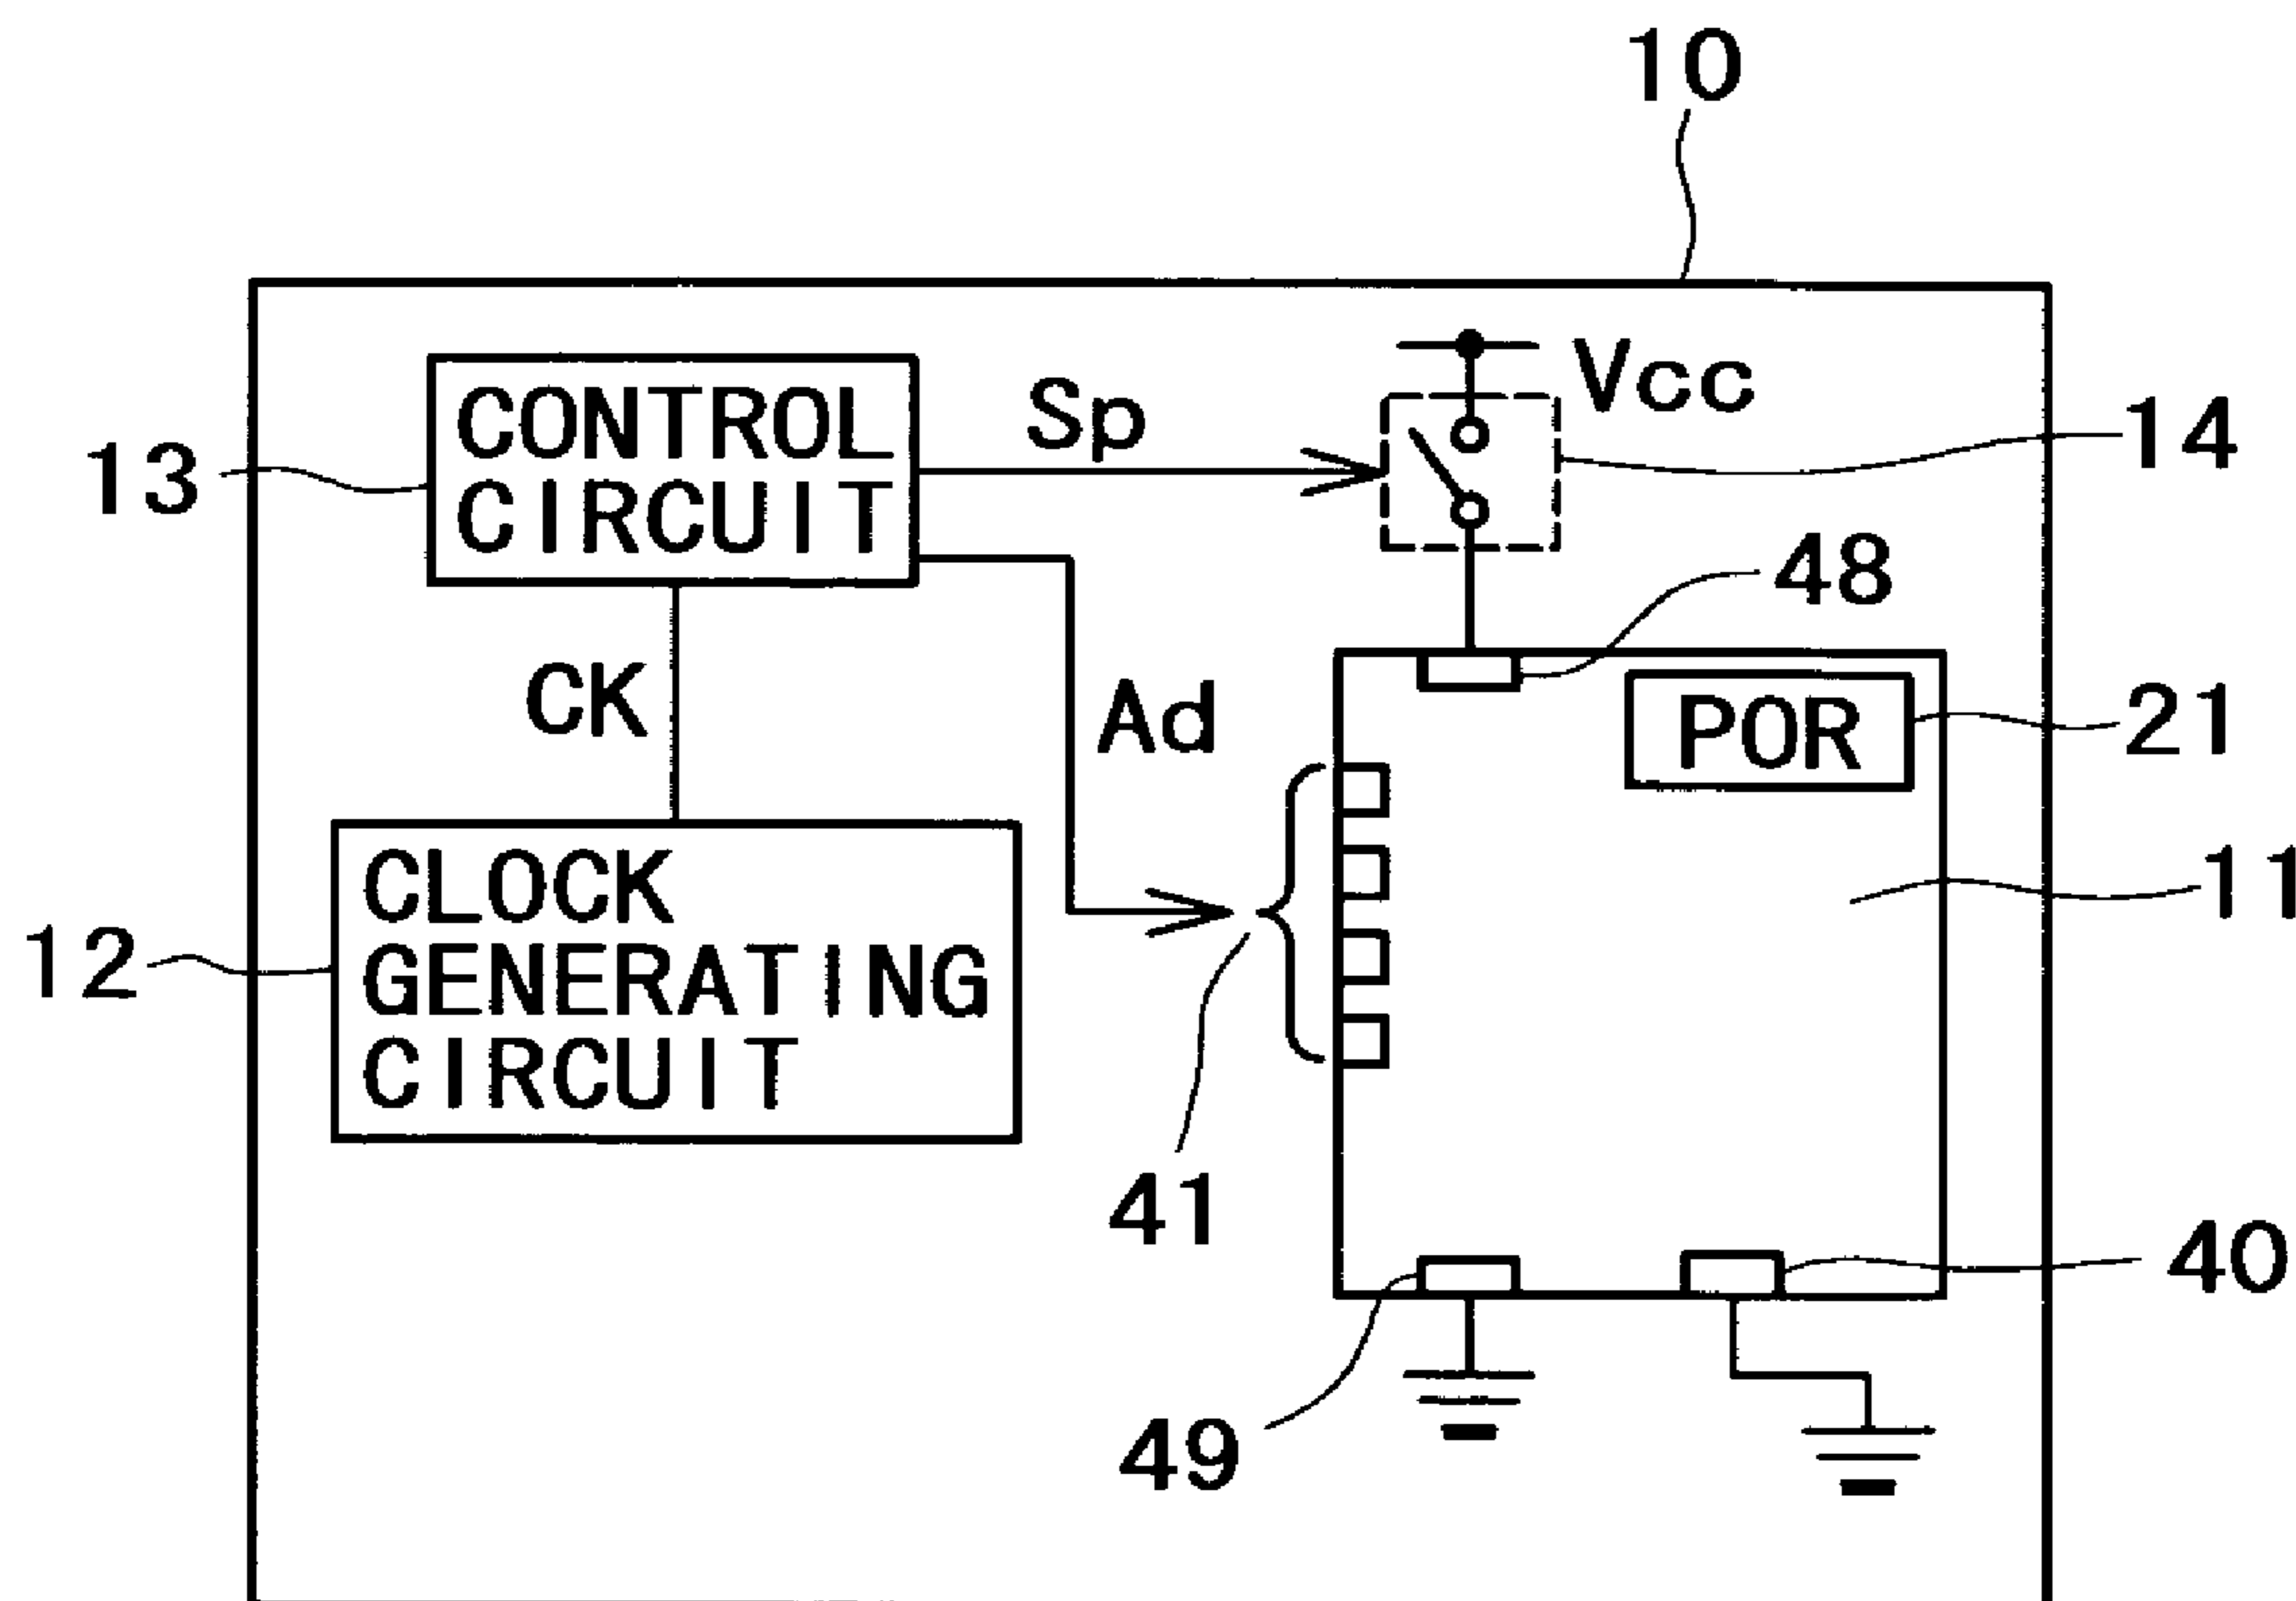 10
Vcc
Sp
14
CONTROL
CIRCUIT
13
48
CK
Ad
POR
21
CLOCK
GENERATING
CIRCUIT
11
12
41
40
49